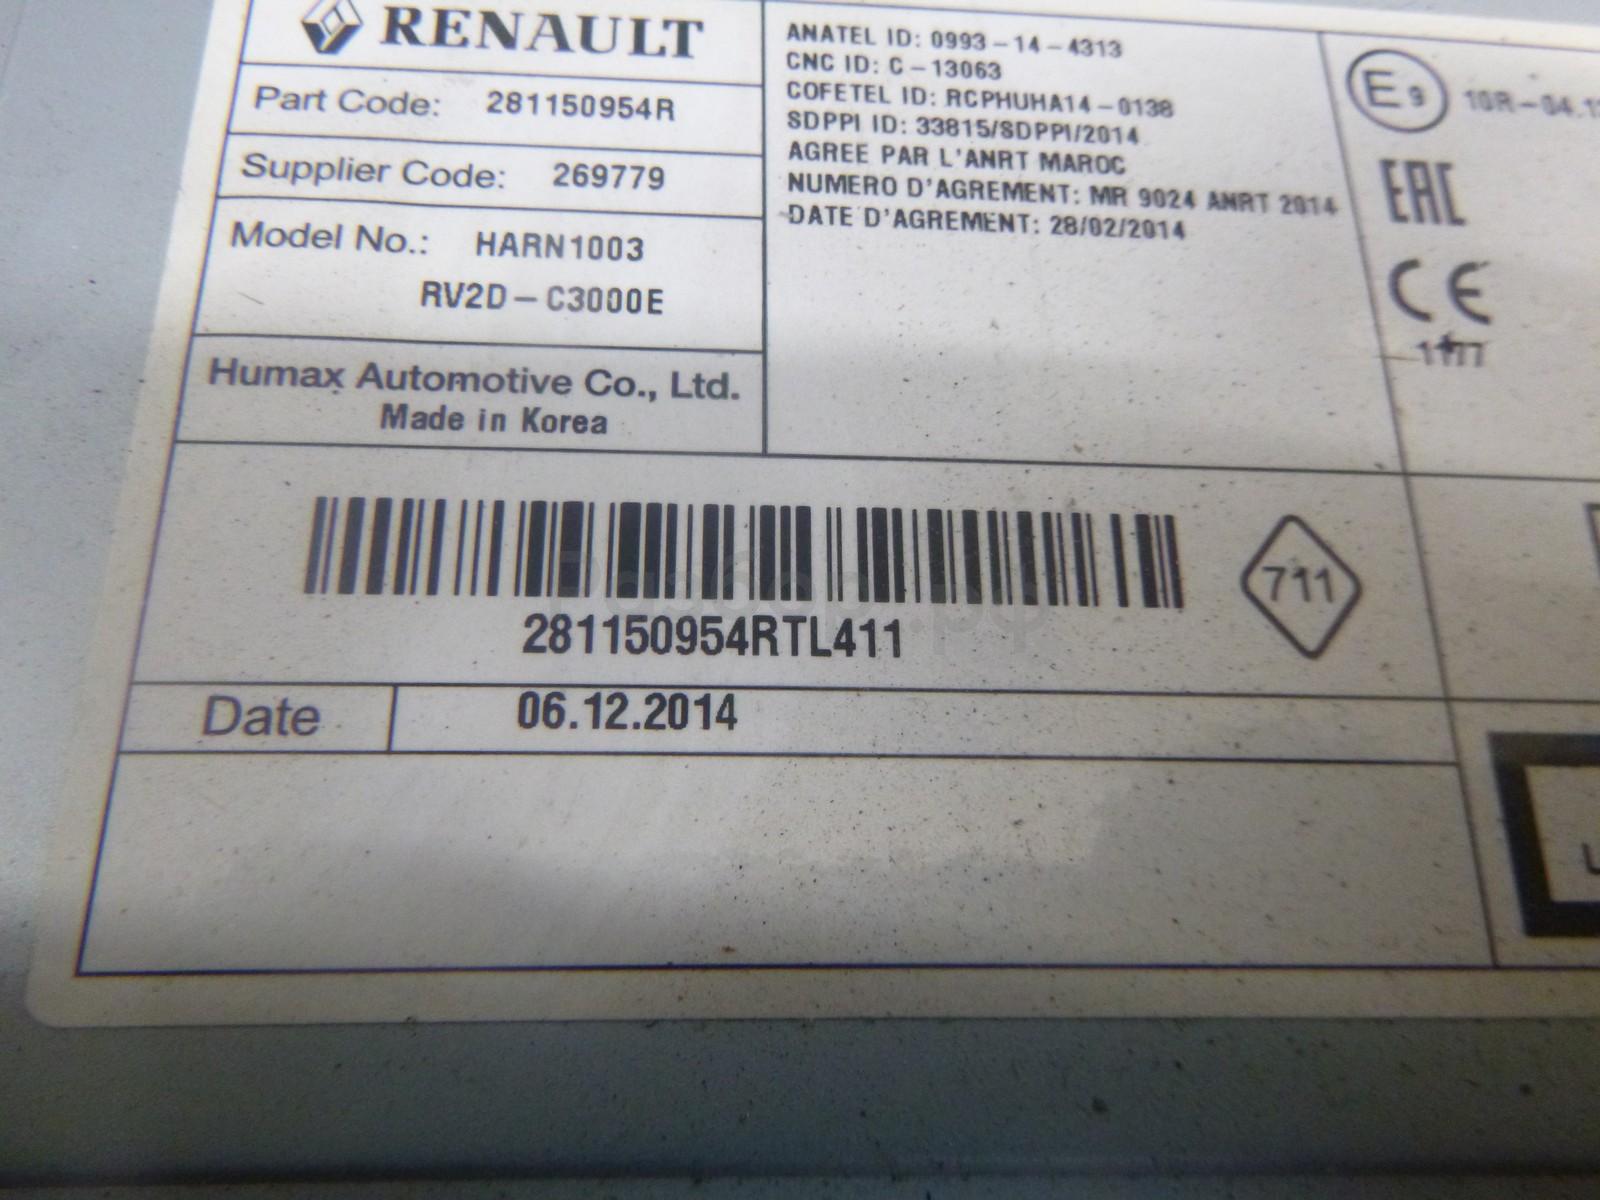 RENAULT
Part Code: 281150954R
Supplier Code: 269779
Model No.: HARN1003
RV2D-C3000E
Humax Automotive Co., Ltd.
Made in Korea
ANATEL ID: 0993-14-4313
CNC ID: C-13063
COFETEL ID: RCPHUHA14-0138
SDPPI ID: 33815/SDPPI/2014
AGREE PAR L'ANRT MAROC
NUMERO D'AGREMENT: MR 9024 ANRT 2014
DATE D'AGREMENT: 28/02/2014
E9
EAC
CE
281150954RTL411
711
Date 06.12.2014
Разбор.рф